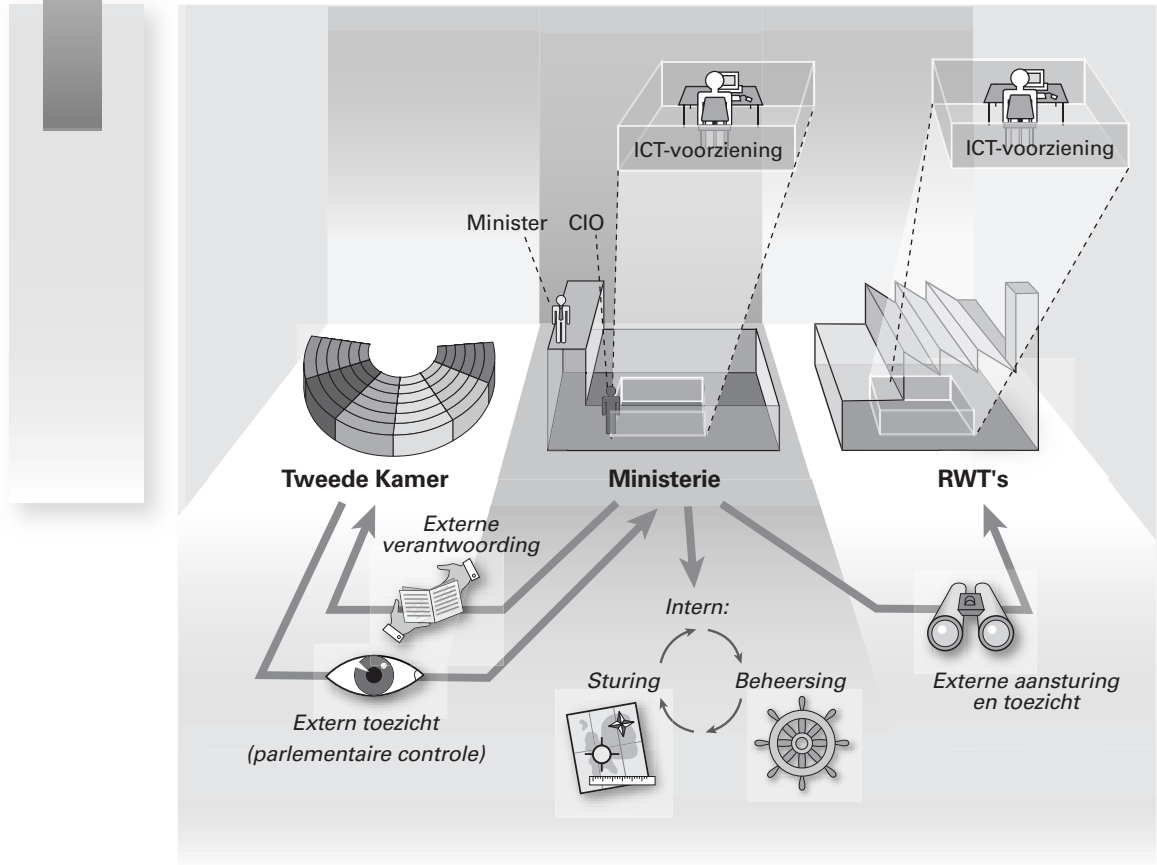 ICT-voorziening
ICT-voorziening
Minister
CIO
Tweede Kamer
Ministerie
RWT's
Externe
verantwoording
Intern:
Sturing
Beheersing
Externe aansturing
en toezicht
Extern toezicht
(parlementaire controle)